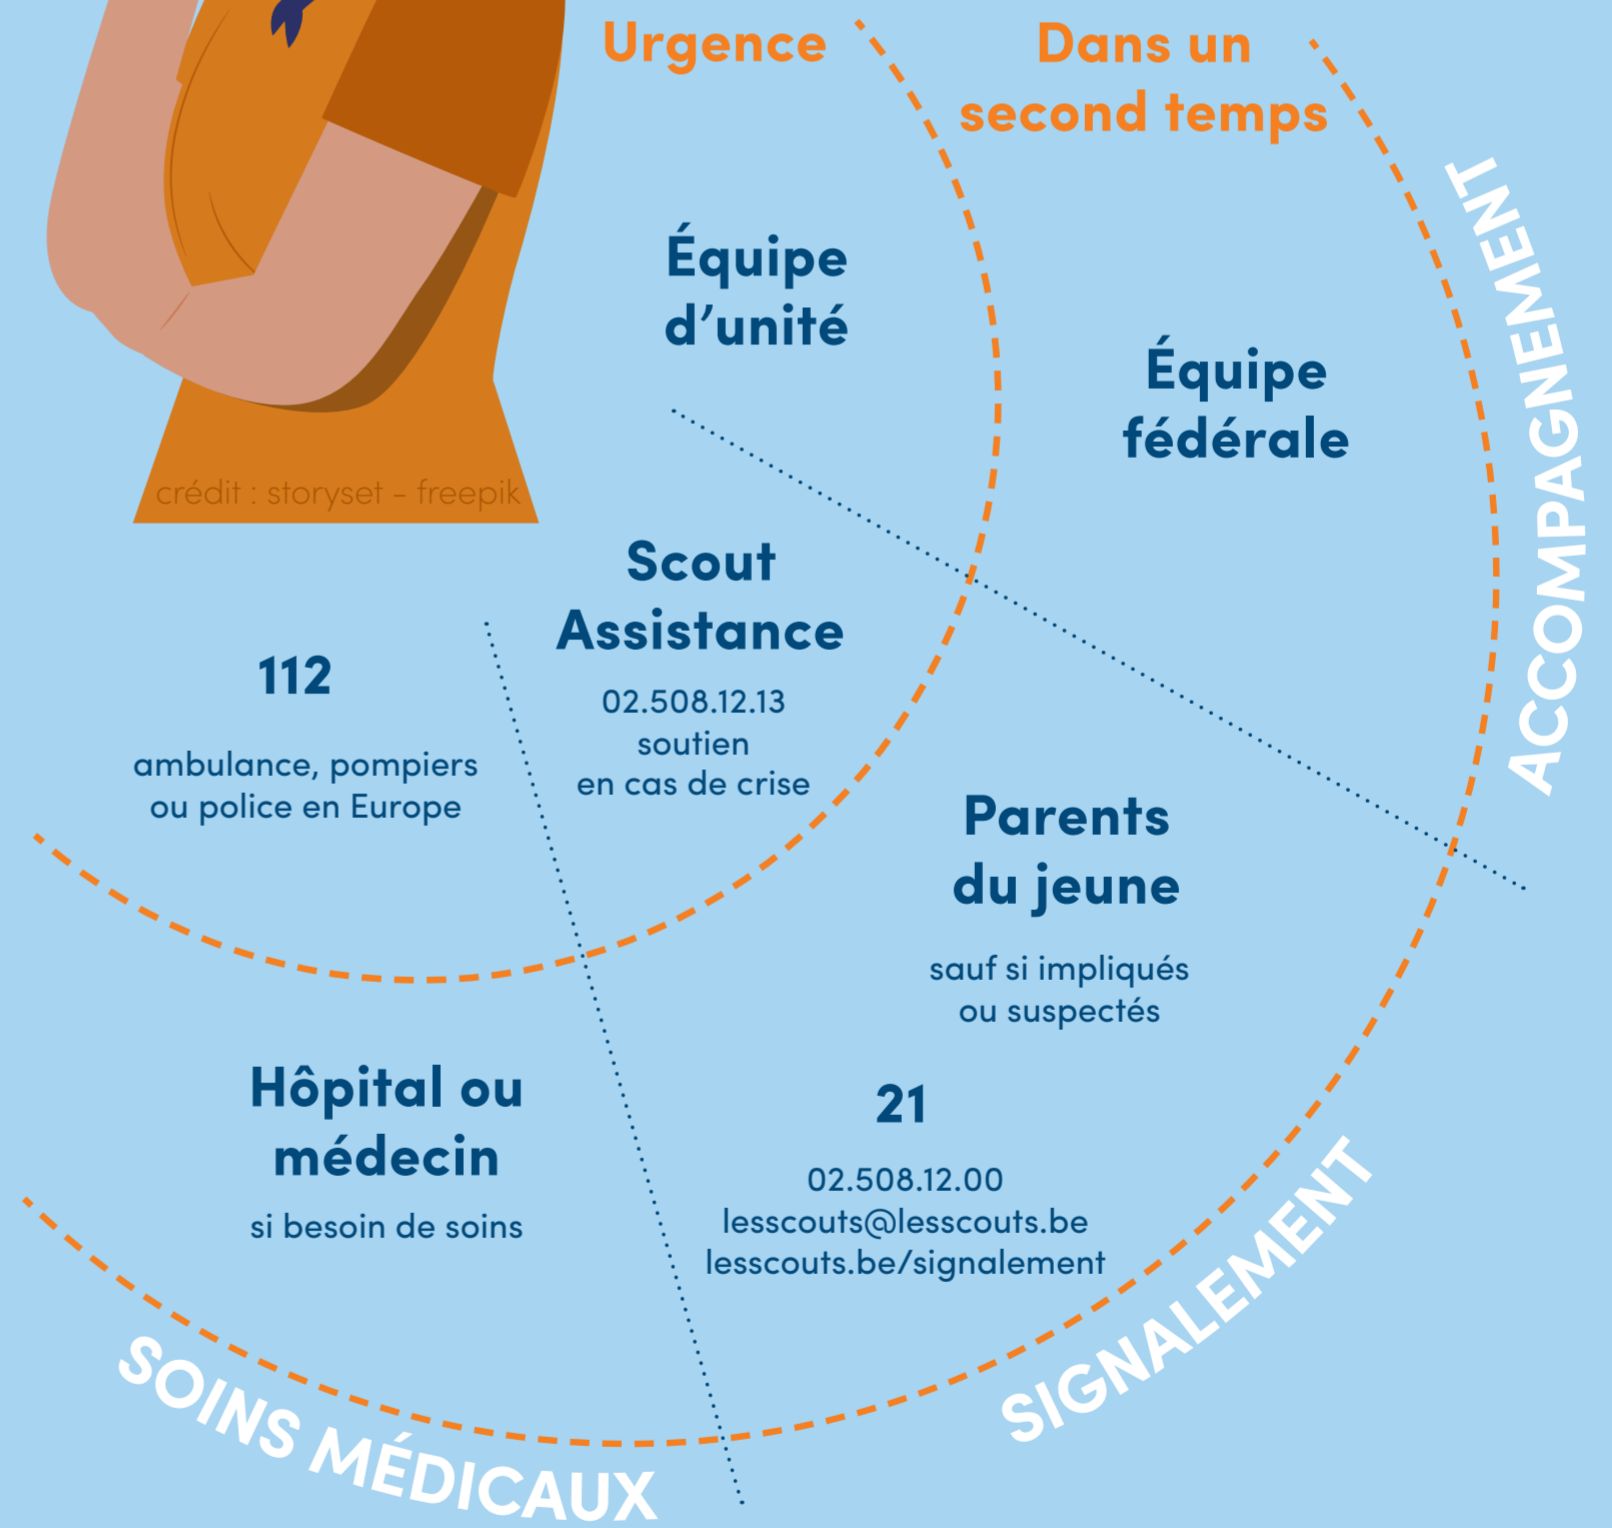 Urgence
Dans un
second temps
Équipe
d’unité
Équipe
fédérale
ACCOMPAGNEMENT
crédit : storyset - freepik
Scout
Assistance
02.508.12.13
soutien
en cas de crise
112
ambulance, pompiers
ou police en Europe
Parents
du jeune
sauf si impliqués
ou suspectés
21
02.508.12.00
lesscouts@lesscouts.be
lesscouts.be/signalement
SIGNALEMENT
Hôpital ou
médecin
si besoin de soins
SOINS MÉDICAUX